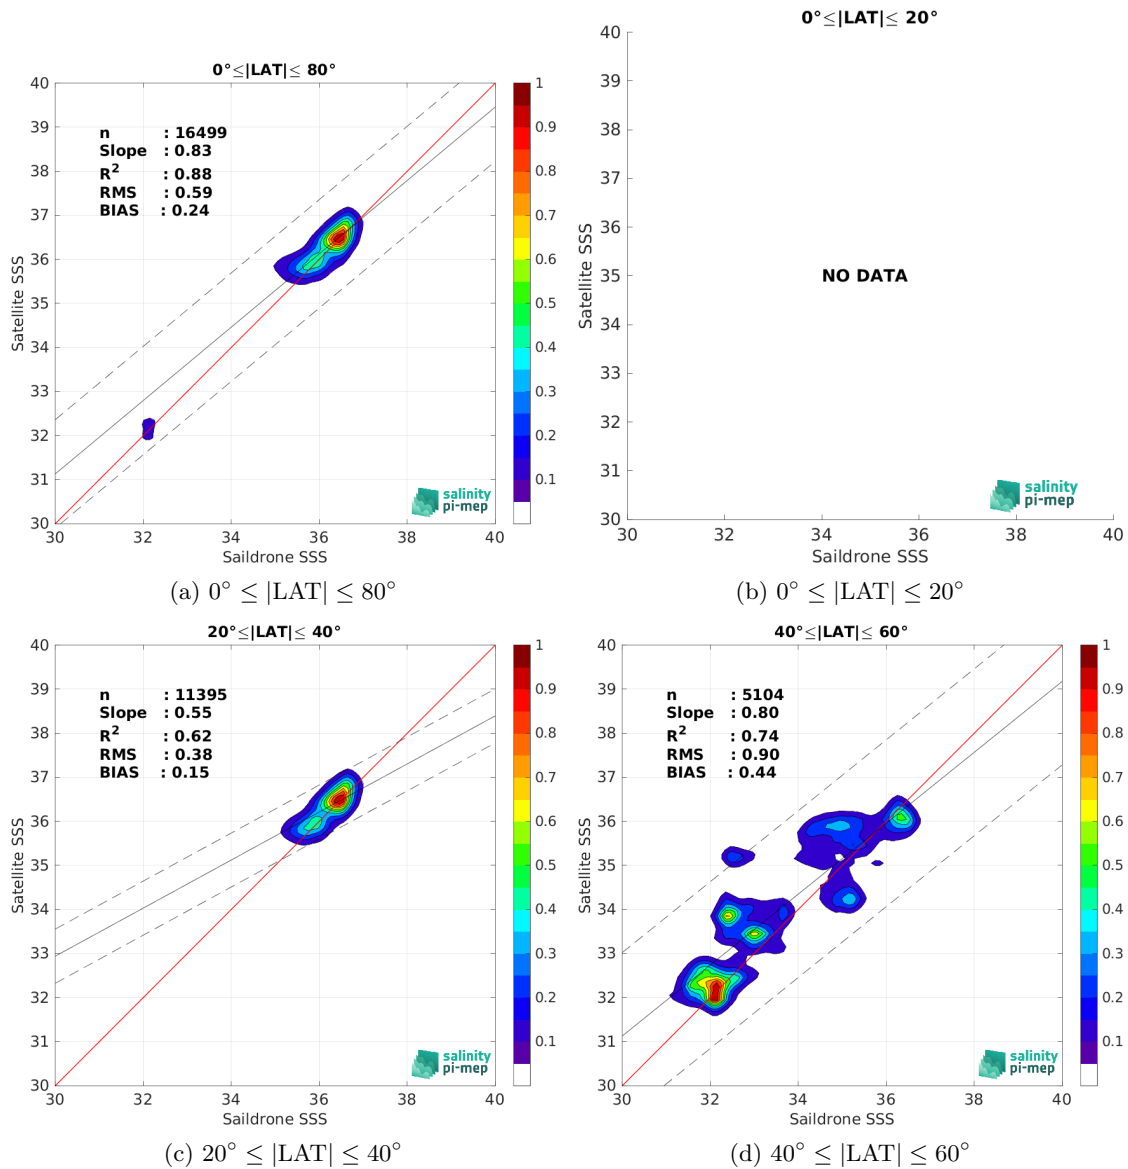 0°≤|LAT|≤ 80°
40
39
38
37
36
35
34
33
32
31
30
Satellite SSS
n : 16499
Slope : 0.83
R² : 0.88
RMS : 0.59
BIAS : 0.24
salinity
pi-mep
30 32 34 36 38 40
Saildrone SSS
1
0.9
0.8
0.7
0.6
0.5
0.4
0.3
0.2
0.1
(a) 0° ≤ |LAT| ≤ 80°
0°≤|LAT|≤ 20°
40
39
38
37
36
35
34
33
32
31
30
Satellite SSS
NO DATA
salinity
pi-mep
30 32 34 36 38 40
Saildrone SSS
(b) 0° ≤ |LAT| ≤ 20°
20°≤|LAT|≤ 40°
40
39
38
37
36
35
34
33
32
31
30
Satellite SSS
n : 11395
Slope : 0.55
R² : 0.62
RMS : 0.38
BIAS : 0.15
salinity
pi-mep
30 32 34 36 38 40
Saildrone SSS
1
0.9
0.8
0.7
0.6
0.5
0.4
0.3
0.2
0.1
(c) 20° ≤ |LAT| ≤ 40°
40°≤|LAT|≤ 60°
40
39
38
37
36
35
34
33
32
31
30
Satellite SSS
n : 5104
Slope : 0.80
R² : 0.74
RMS : 0.90
BIAS : 0.44
salinity
pi-mep
30 32 34 36 38 40
Saildrone SSS
1
0.9
0.8
0.7
0.6
0.5
0.4
0.3
0.2
0.1
(d) 40° ≤ |LAT| ≤ 60°